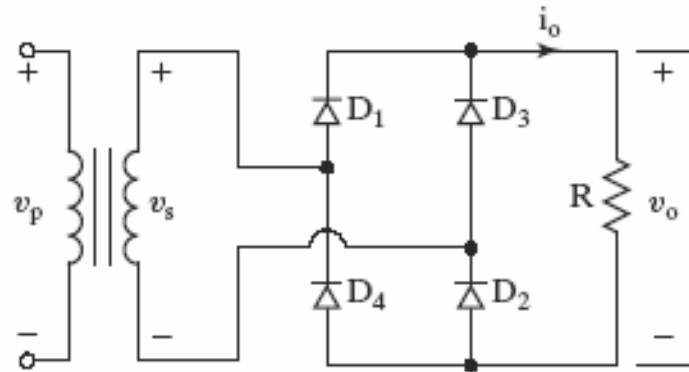 i_o
+ + +
D_1 D_3
v_p v_s R v_o
D_4 D_2
− − −